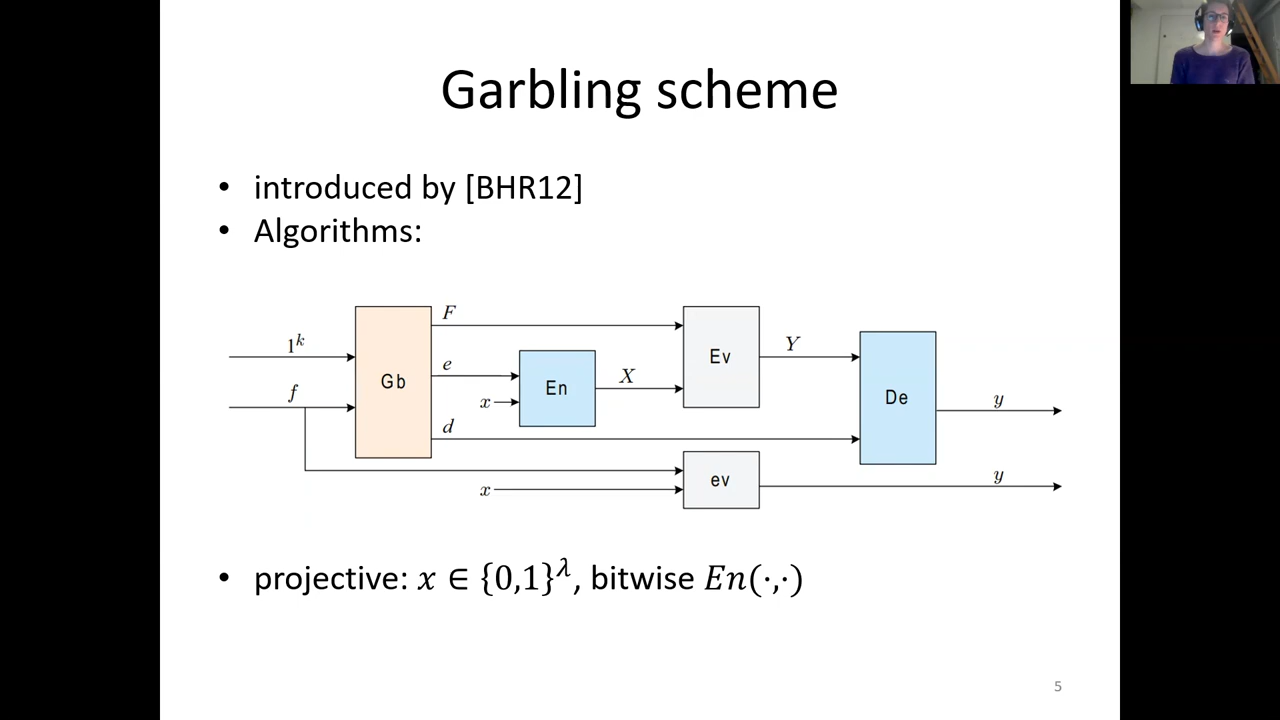 Garbling scheme
• introduced by [BHR12]
• Algorithms:
1^k
f
Gb
F
e
x
d
En
X
Ev
Y
De
y
x
ev
y
• projective: 𝑥 ∈ {0,1}^𝜆, bitwise 𝐸𝑛(⋅,⋅)
5